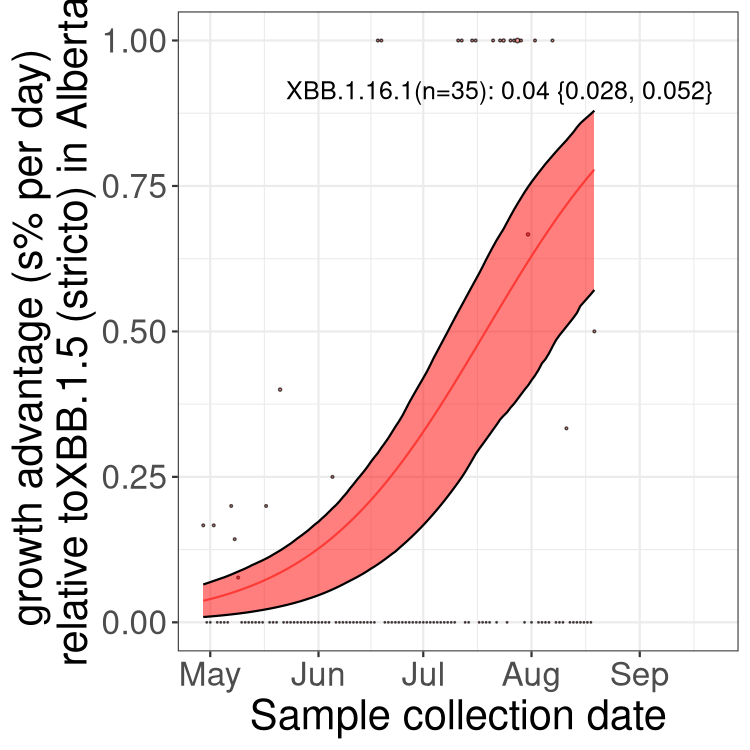 growth advantage (s% per day)
relative toXBB.1.5 (stricto) in Alberta
1.00
0.75
0.50
0.25
0.00
XBB.1.16.1(n=35): 0.04 {0.028, 0.052}
May Jun Jul Aug Sep
Sample collection date